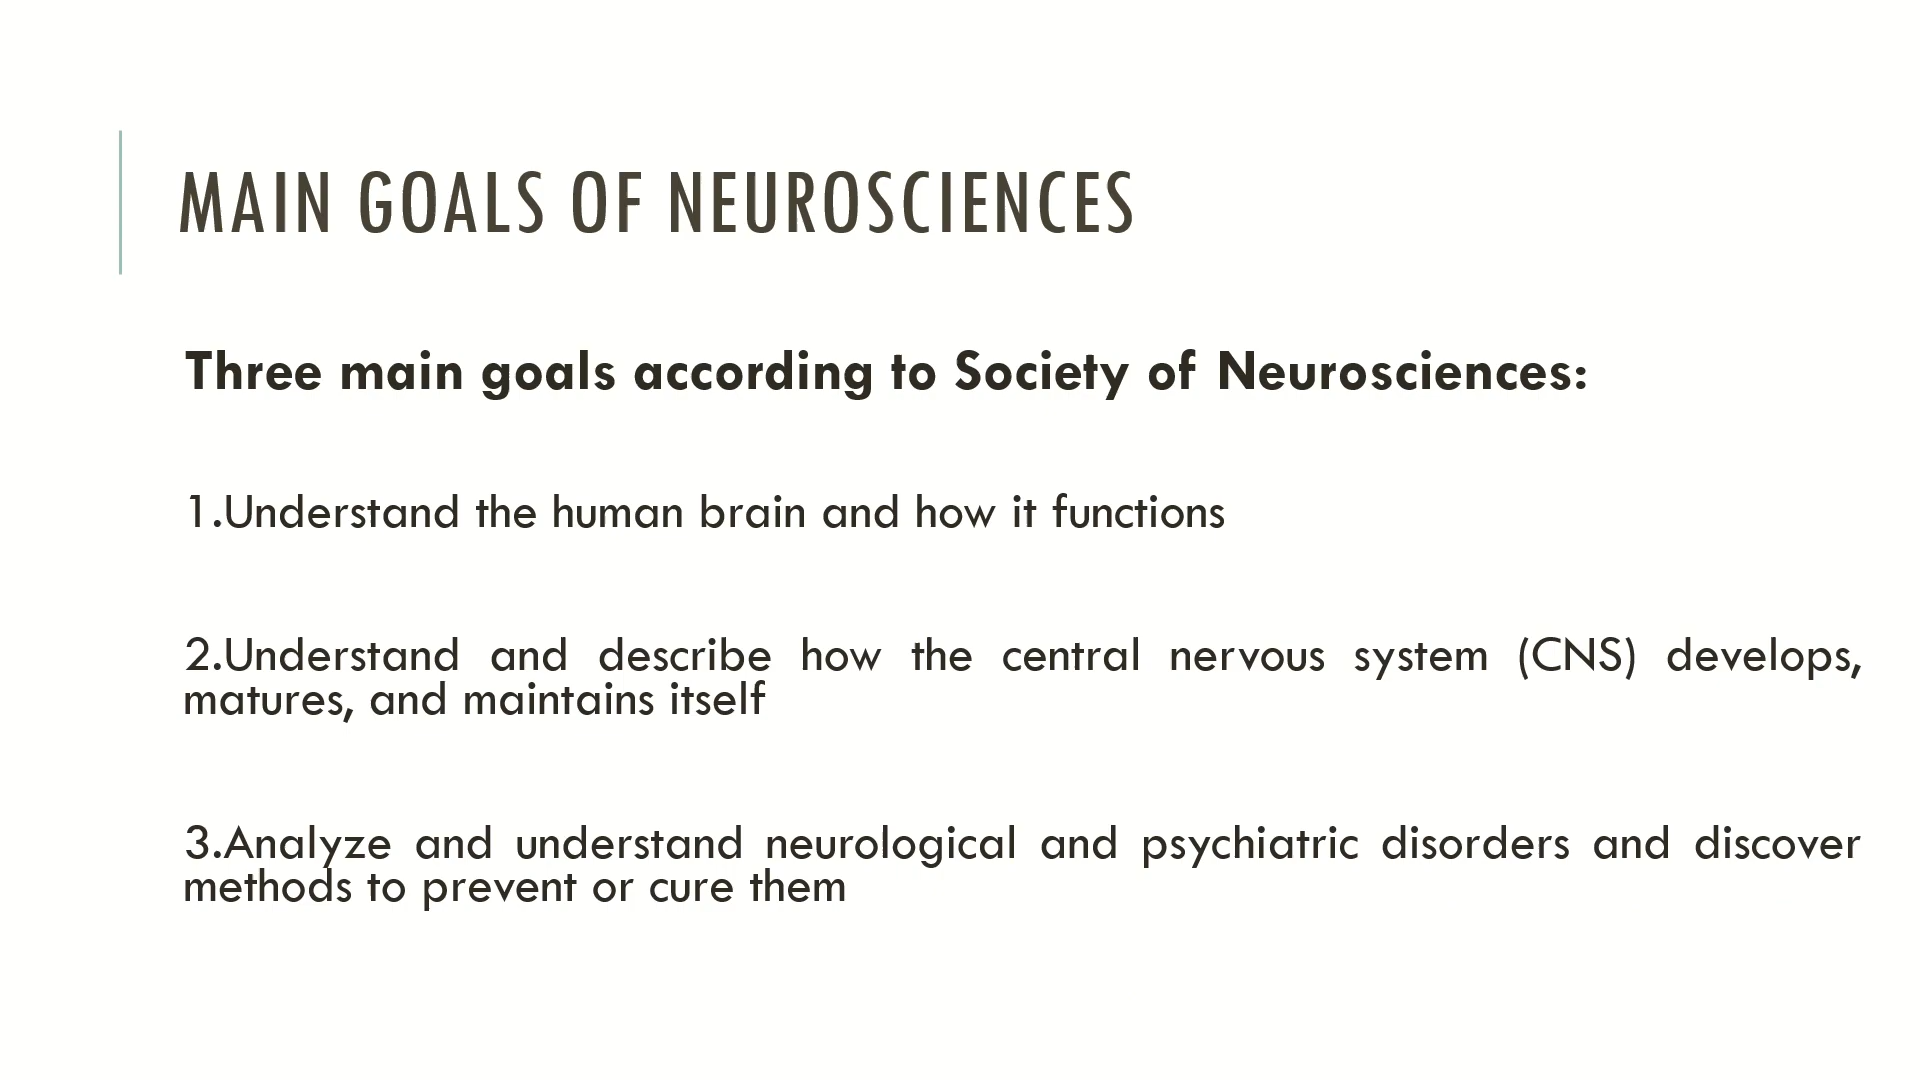 MAIN GOALS OF NEUROSCIENCES
Three main goals according to Society of Neurosciences:
1.Understand the human brain and how it functions
2.Understand and describe how the central nervous system (CNS) develops,
matures, and maintains itself
3.Analyze and understand neurological and psychiatric disorders and discover
methods to prevent or cure them